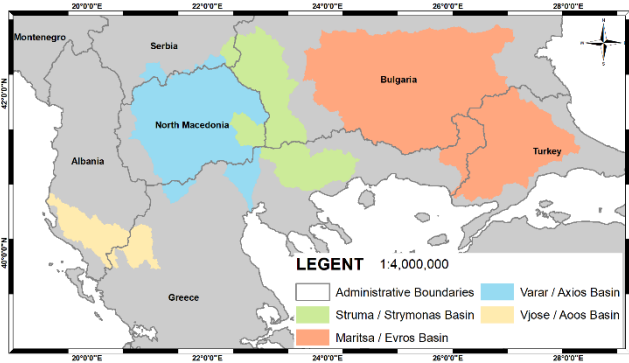 20°0'0"E 22°0'0"E 24°0'0"E 26°0'0"E 28°0'0"E
Montenegro
Serbia
N
W E
S
42°0'0"N
Bulgaria
North Macedonia
Turkey
Albania
40°0'0"N
LEGENT 1:4,000,000
Administrative Boundaries Varar / Axios Basin
Greece
Struma / Strymonas Basin Vjose / Aoos Basin
Maritsa / Evros Basin
20°0'0"E 22°0'0"E 24°0'0"E 26°0'0"E 28°0'0"E